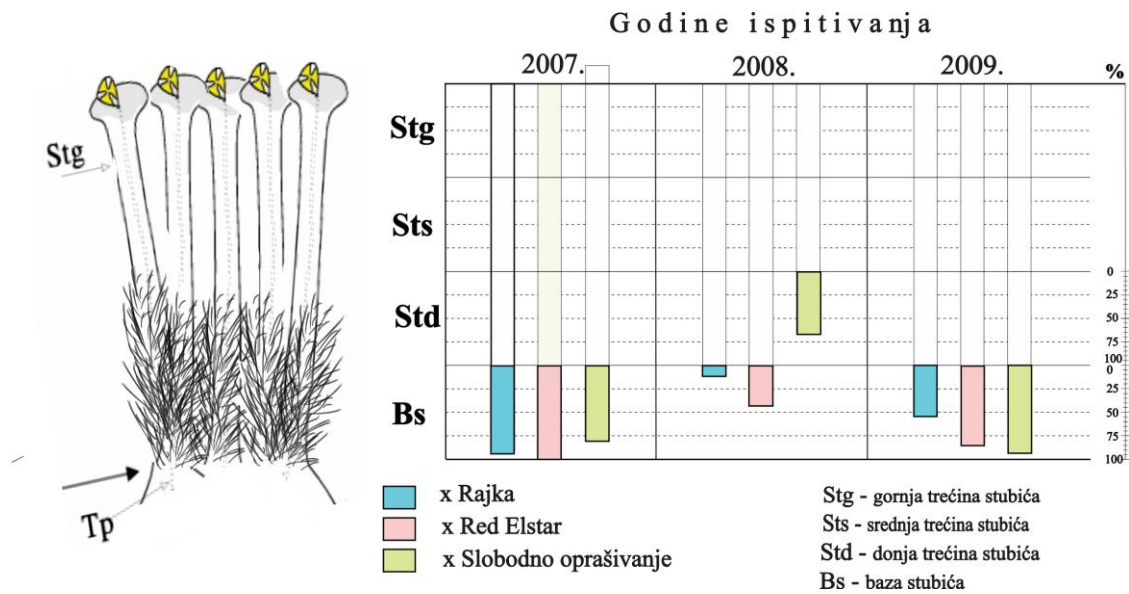 Godine ispitivanja
2007. 2008. 2009. %
Stg
Stg
Sts
Std
Bs
0
25
50
75
100
0
25
50
75
100
Tp
x Rajka
x Red Elstar
x Slobodno oprašivanje
Stg - gornja trećina stubića
Sts - srednja trećina stubića
Std - donja trećina stubića
Bs - baza stubića